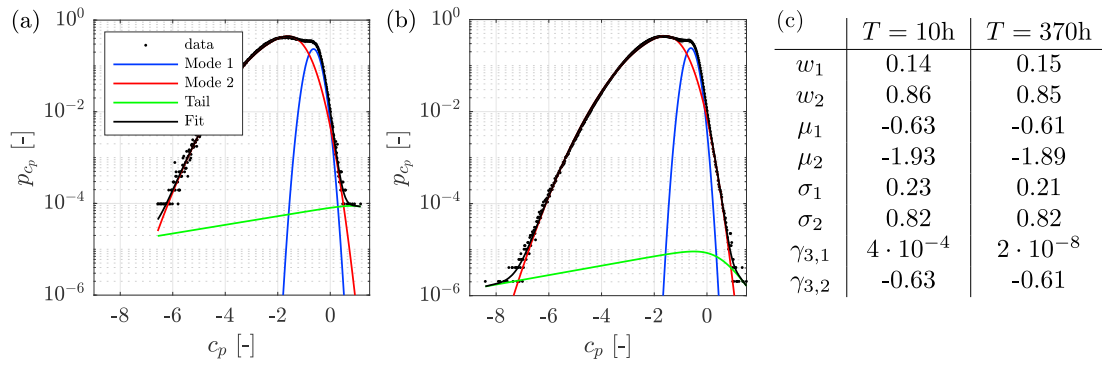 (a)
10^0
10^{-2}
10^{-4}
10^{-6}
p_{c_p} [-]
data
Mode 1
Mode 2
Tail
Fit
-8 -6 -4 -2 0
c_p [-]
(b)
10^0
10^{-2}
10^{-4}
10^{-6}
p_{c_p} [-]
-8 -6 -4 -2 0
c_p [-]
(c)
T = 10h T = 370h
w_1 0.14 0.15
w_2 0.86 0.85
μ_1 -0.63 -0.61
μ_2 -1.93 -1.89
σ_1 0.23 0.21
σ_2 0.82 0.82
γ_{3,1} 4 · 10^{-4} 2 · 10^{-8}
γ_{3,2} -0.63 -0.61